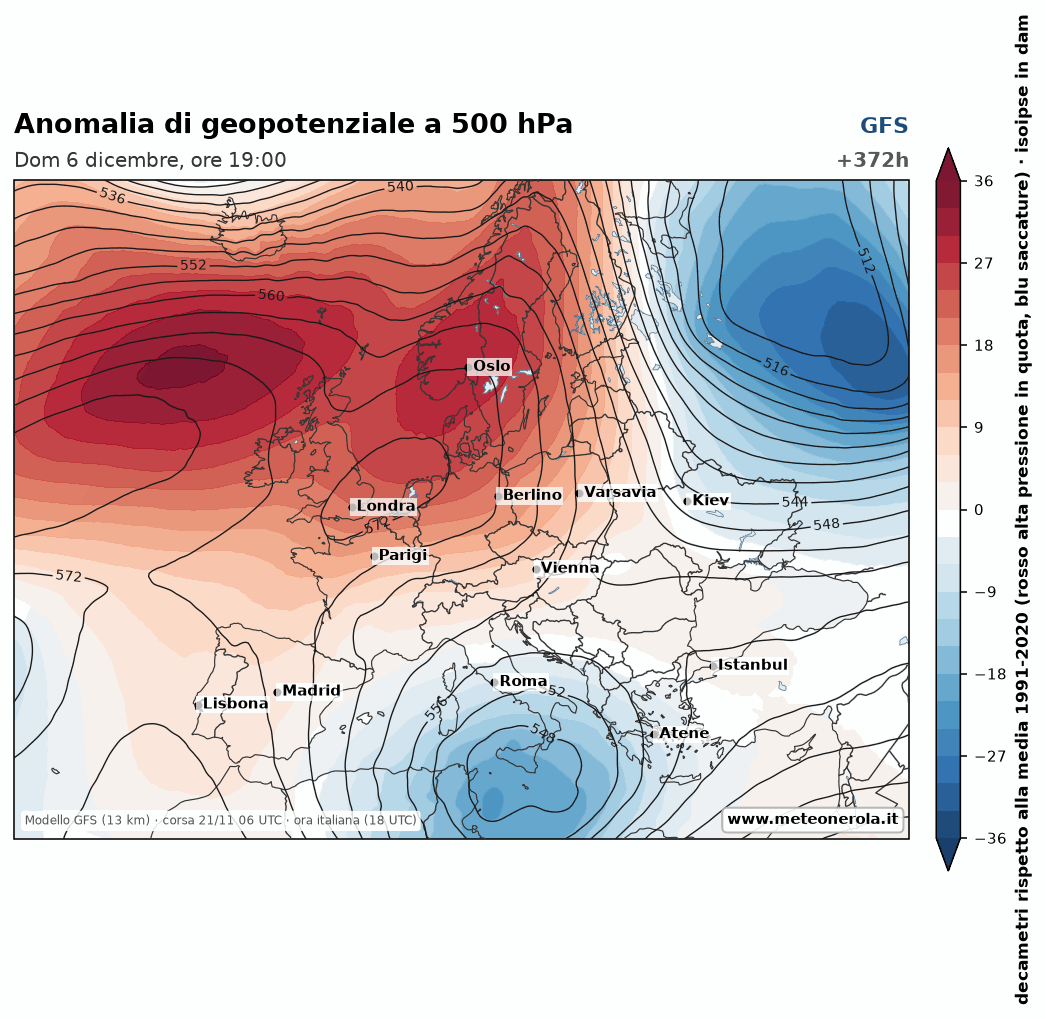 Anomalia di geopotenziale a 500 hPa
GFS
Dom 6 dicembre, ore 19:00
+372h
536
540
552
560
512
516
Oslo
Londra
Berlino
Varsavia
Kiev
544
548
Parigi
Vienna
572
Istanbul
Roma
552
Madrid
Lisbona
556
548
Atene
Modello GFS (13 km) · corsa 21/11 06 UTC · ora italiana (18 UTC)
www.meteonerola.it
36
27
18
9
0
−9
−18
−27
−36
decametri rispetto alla media 1991-2020 (rosso alta pressione in quota, blu saccature) · isoipse in dam